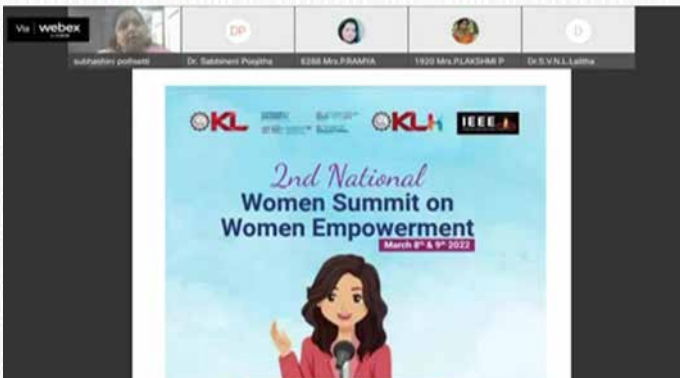 Via webex
subhashini pothsetti
DP
Dr. Sabbineni Poojitha
6288 Mrs.P.RAMYA
1920 Mrs.P.LAKSHMI P
D
Dr.S.V.N.L.Lalitha
KL
KLH
IEEE
2nd National
Women Summit on
Women Empowerment
March 8th & 9th 2022